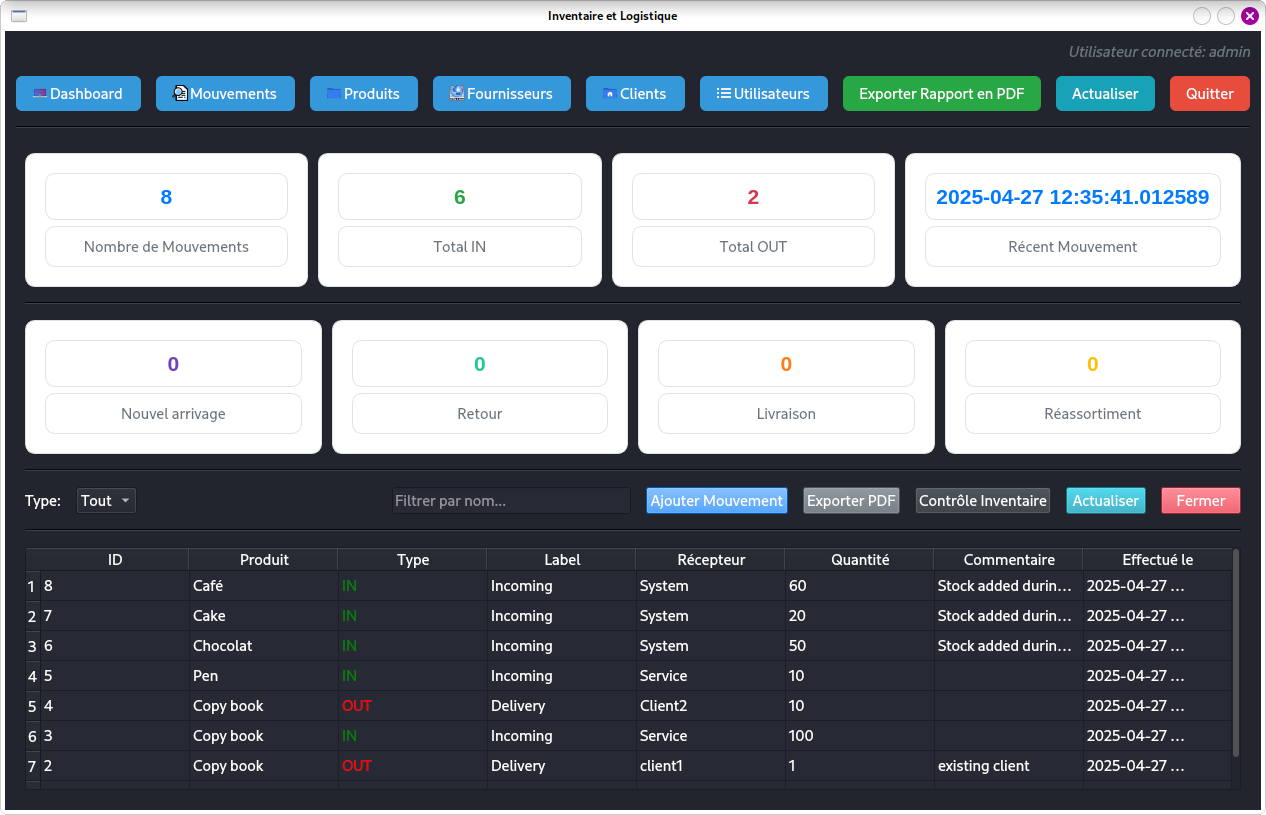 Inventaire et Logistique
Utilisateur connecté: admin
Dashboard Mouvements Produits Fournisseurs Clients Utilisateurs Exporter Rapport en PDF Actualiser Quitter
8 6 2 2025-04-27 12:35:41.012589
Nombre de Mouvements Total IN Total OUT Récent Mouvement
0 0 0 0
Nouvel arrivage Retour Livraison Réassortiment
Type: Tout Filtrer par nom... Ajouter Mouvement Exporter PDF Contrôle Inventaire Actualiser Fermer
ID Produit Type Label Récepteur Quantité Commentaire Effectué le
1 8 Café IN Incoming System 60 Stock added durin... 2025-04-27 ...
2 7 Cake IN Incoming System 20 Stock added durin... 2025-04-27 ...
3 6 Chocolat IN Incoming System 50 Stock added durin... 2025-04-27 ...
4 5 Pen IN Incoming Service 10 2025-04-27 ...
5 4 Copy book OUT Delivery Client2 10 2025-04-27 ...
6 3 Copy book IN Incoming Service 100 2025-04-27 ...
7 2 Copy book OUT Delivery client1 1 existing client 2025-04-27 ...